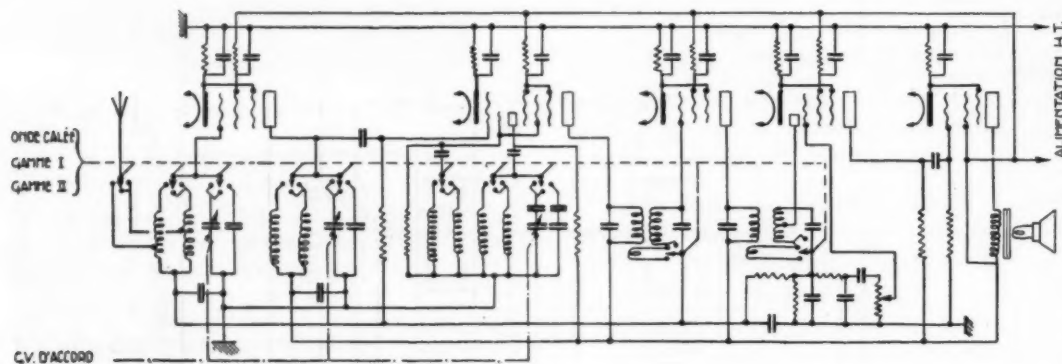 ONDE CALÉE
GAMME I
GAMME II
C.V. D'ACCORD
ALIMENTATION H.T.